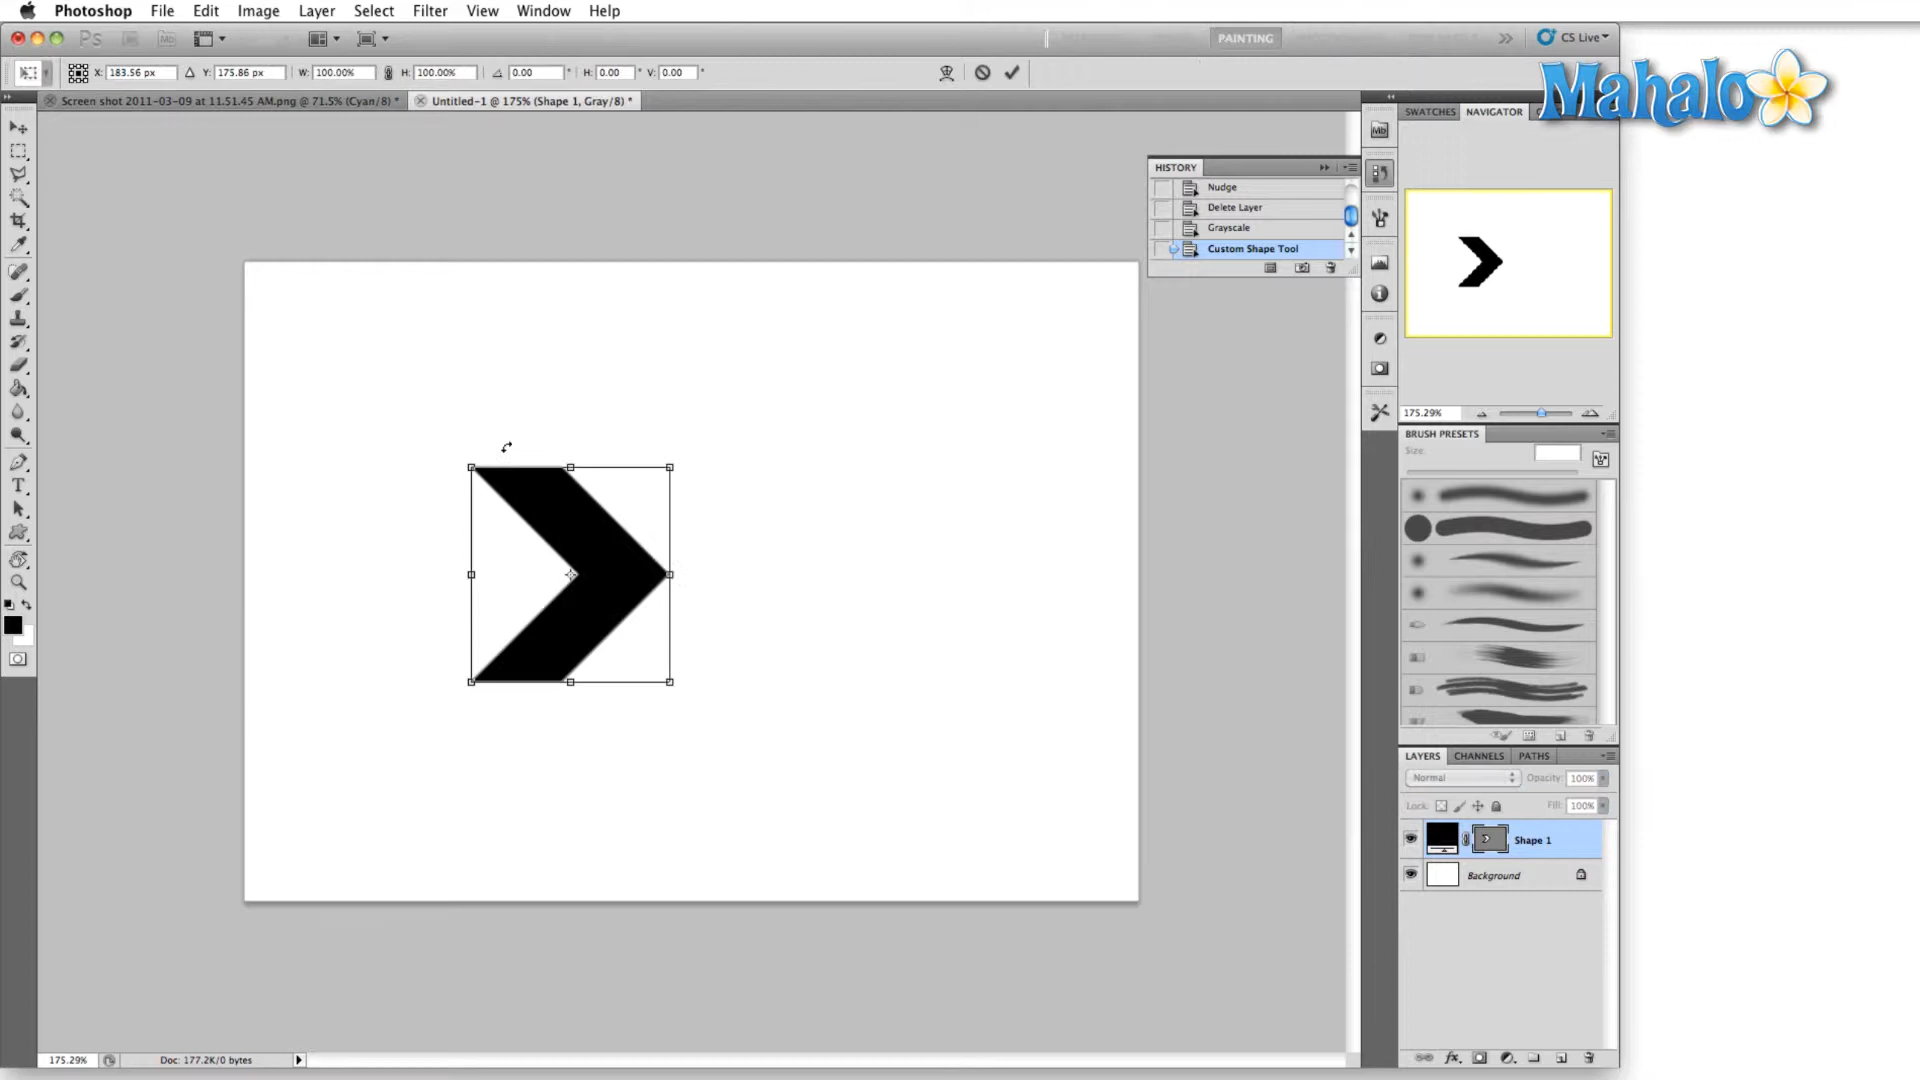 Photoshop File Edit Image Layer Select Filter View Window Help
Ps Mb PAINTING CS Live
X: 183.56 px Y: 175.86 px W: 100.00% H: 100.00% 0.00 ° H: 0.00 ° V: 0.00 °
Mahalo
Screen shot 2011-03-09 at 11.51.45 AM.png @ 71.5% (Cyan/8) * Untitled-1 @ 175% (Shape 1, Gray/8) *
SWATCHES NAVIGATOR
Mb
HISTORY
Nudge
Delete Layer
Grayscale
Custom Shape Tool
175.29%
BRUSH PRESETS
Size:
T
LAYERS CHANNELS PATHS
Normal Opacity: 100%
Lock: Fill: 100%
Shape 1
Background
175.29% Doc: 177.2K/0 bytes
fx.